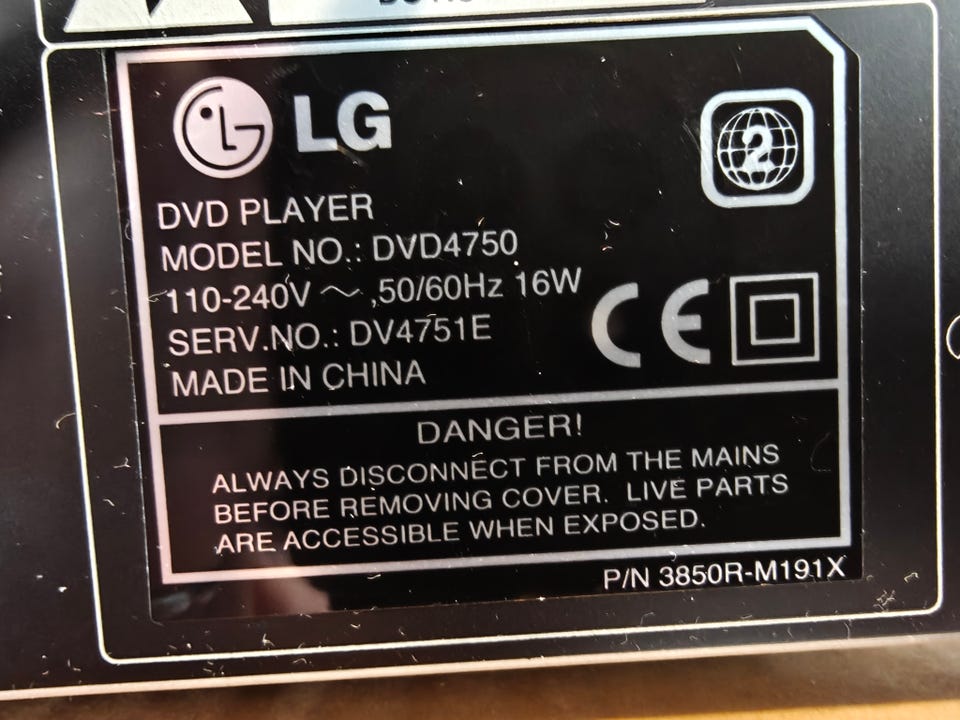 LG
2
DVD PLAYER
MODEL NO.: DVD4750
110-240V ～ ,50/60Hz 16W
SERV.NO.: DV4751E
CE
MADE IN CHINA
DANGER!
ALWAYS DISCONNECT FROM THE MAINS
BEFORE REMOVING COVER. LIVE PARTS
ARE ACCESSIBLE WHEN EXPOSED.
P/N 3850R-M191X